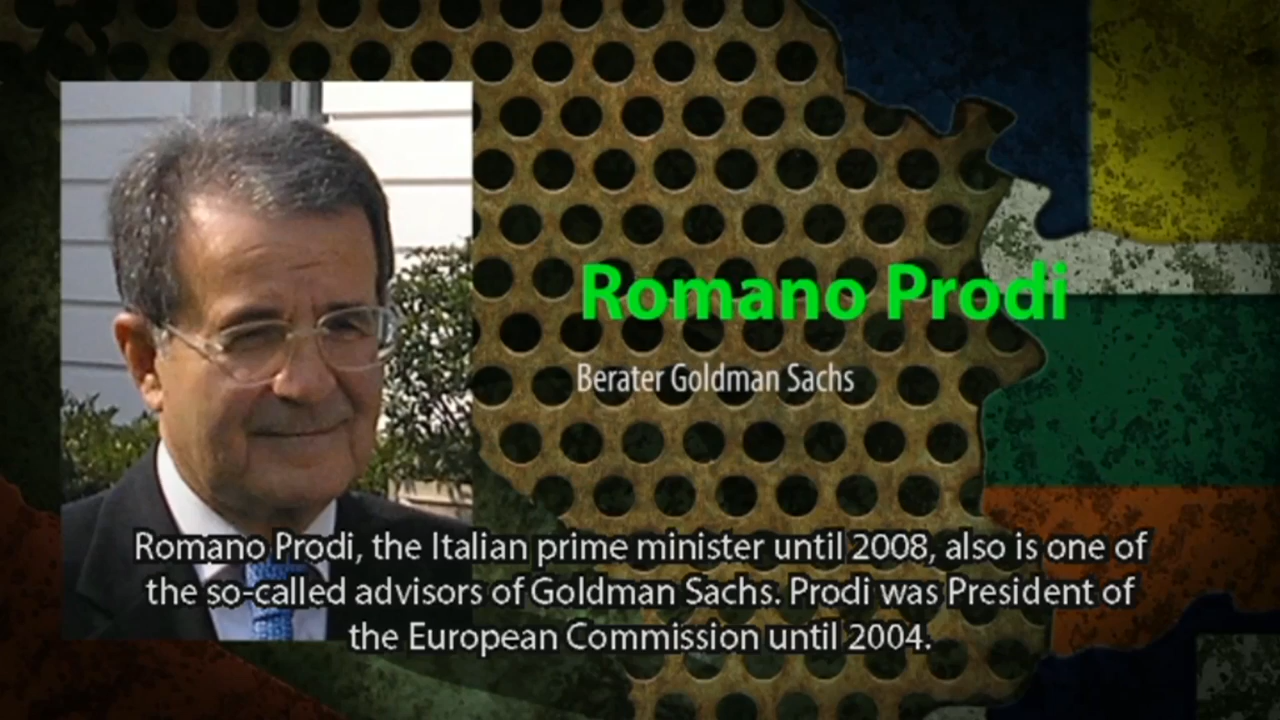 Romano Prodi
Berater Goldman Sachs
Romano Prodi, the Italian prime minister until 2008, also is one of
the so-called advisors of Goldman Sachs. Prodi was President of
the European Commission until 2004.